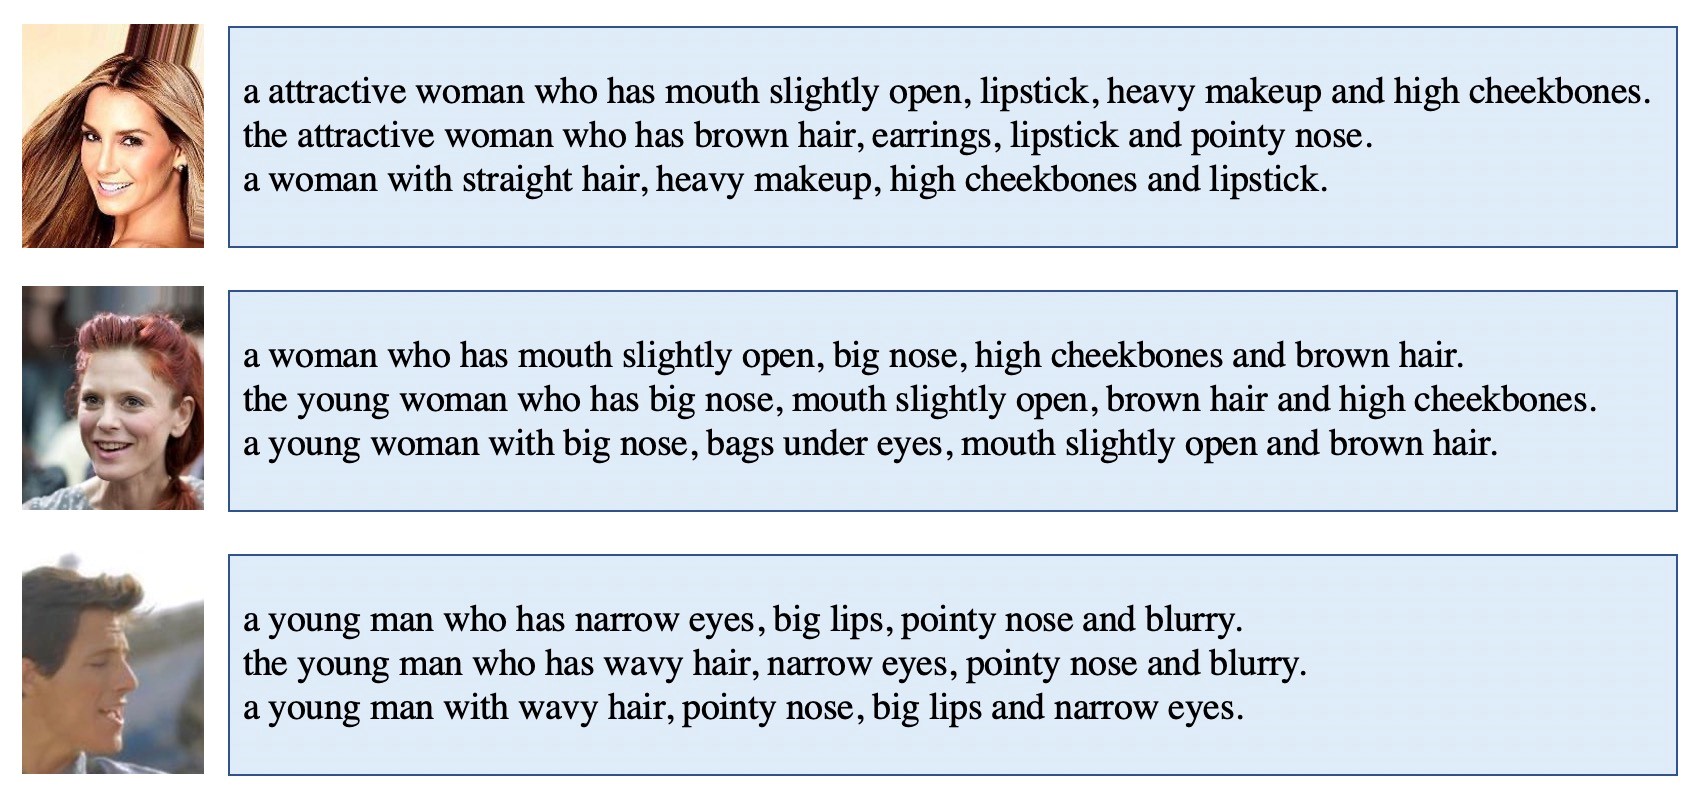 a attractive woman who has mouth slightly open, lipstick, heavy makeup and high cheekbones.
the attractive woman who has brown hair, earrings, lipstick and pointy nose.
a woman with straight hair, heavy makeup, high cheekbones and lipstick.
a woman who has mouth slightly open, big nose, high cheekbones and brown hair.
the young woman who has big nose, mouth slightly open, brown hair and high cheekbones.
a young woman with big nose, bags under eyes, mouth slightly open and brown hair.
a young man who has narrow eyes, big lips, pointy nose and blurry.
the young man who has wavy hair, narrow eyes, pointy nose and blurry.
a young man with wavy hair, pointy nose, big lips and narrow eyes.